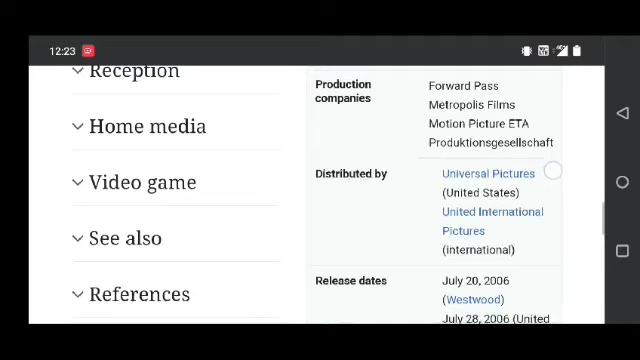 12:23
Reception
Home media
Video game
See also
References
Production companies
Forward Pass
Metropolis Films
Motion Picture ETA
Produktionsgesellschaft
Distributed by
Universal Pictures
(United States)
United International
Pictures
(international)
Release dates
July 20, 2006
(Westwood)
July 28, 2006 (United